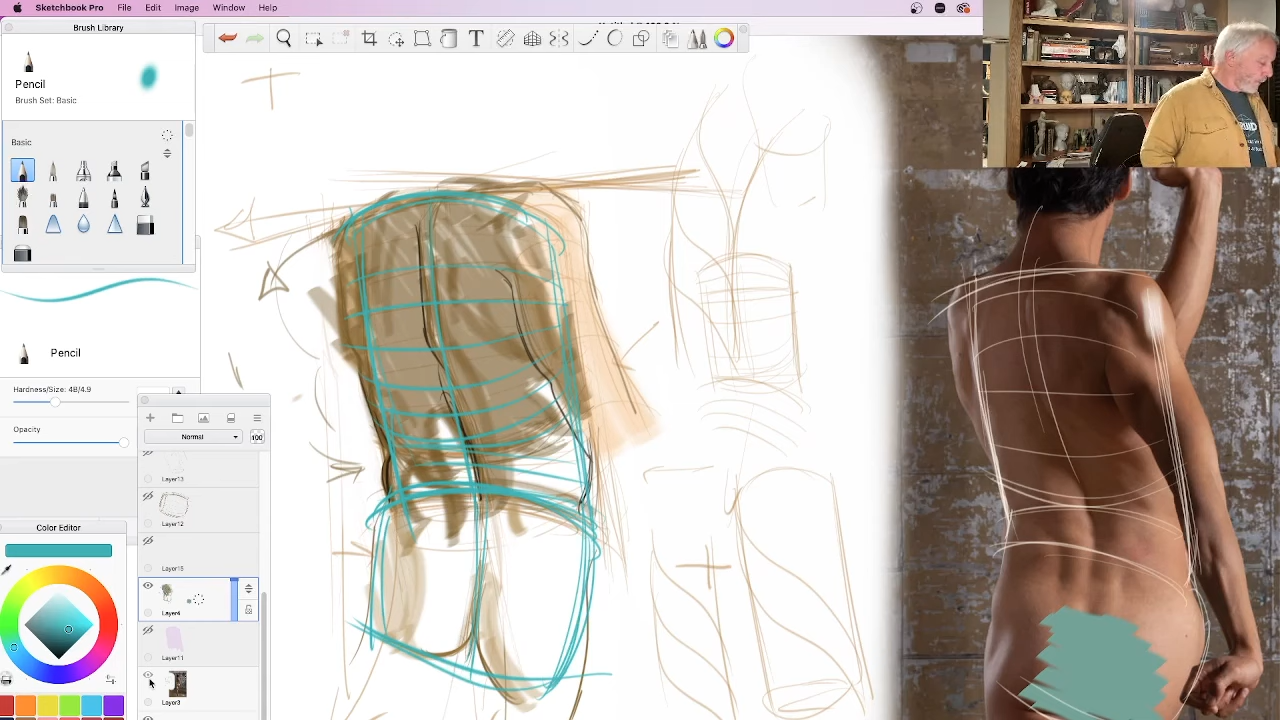 Sketchbook Pro File Edit Image Window Help
Brush Library
Pencil
Brush Set: Basic
Basic
Pencil
Hardness/Size: 4B/4.9
Opacity
Normal
100
Layer13
Layer12
Layer15
Layer6
Layer11
Layer3
Color Editor